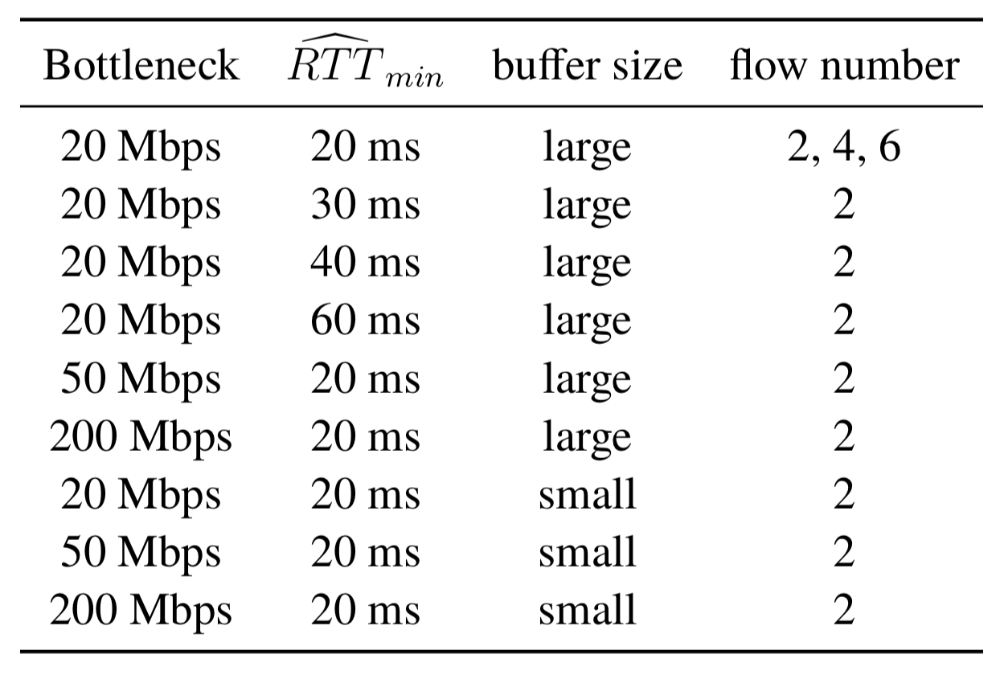 Bottleneck $\widehat{RTT}_{min}$ buffer size flow number
20 Mbps 20 ms large 2, 4, 6
20 Mbps 30 ms large 2
20 Mbps 40 ms large 2
20 Mbps 60 ms large 2
50 Mbps 20 ms large 2
200 Mbps 20 ms large 2
20 Mbps 20 ms small 2
50 Mbps 20 ms small 2
200 Mbps 20 ms small 2